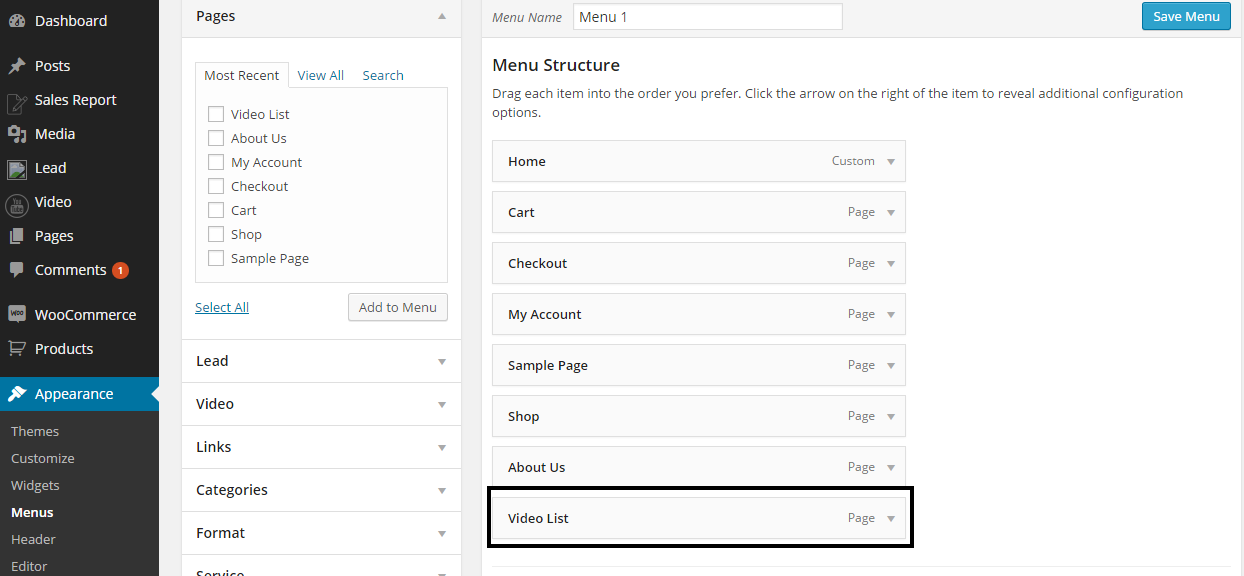 Dashboard
Posts
Sales Report
Media
Lead
Video
Pages
Comments 1
WooCommerce
Products
Appearance
Themes
Customize
Widgets
Menus
Header
Editor
Pages
Most Recent View All Search
Video List
About Us
My Account
Checkout
Cart
Shop
Sample Page
Select All Add to Menu
Lead
Video
Links
Categories
Format
Service
Menu Name Menu 1 Save Menu
Menu Structure
Drag each item into the order you prefer. Click the arrow on the right of the item to reveal additional configuration
options.
Home Custom
Cart Page
Checkout Page
My Account Page
Sample Page Page
Shop Page
About Us Page
Video List Page